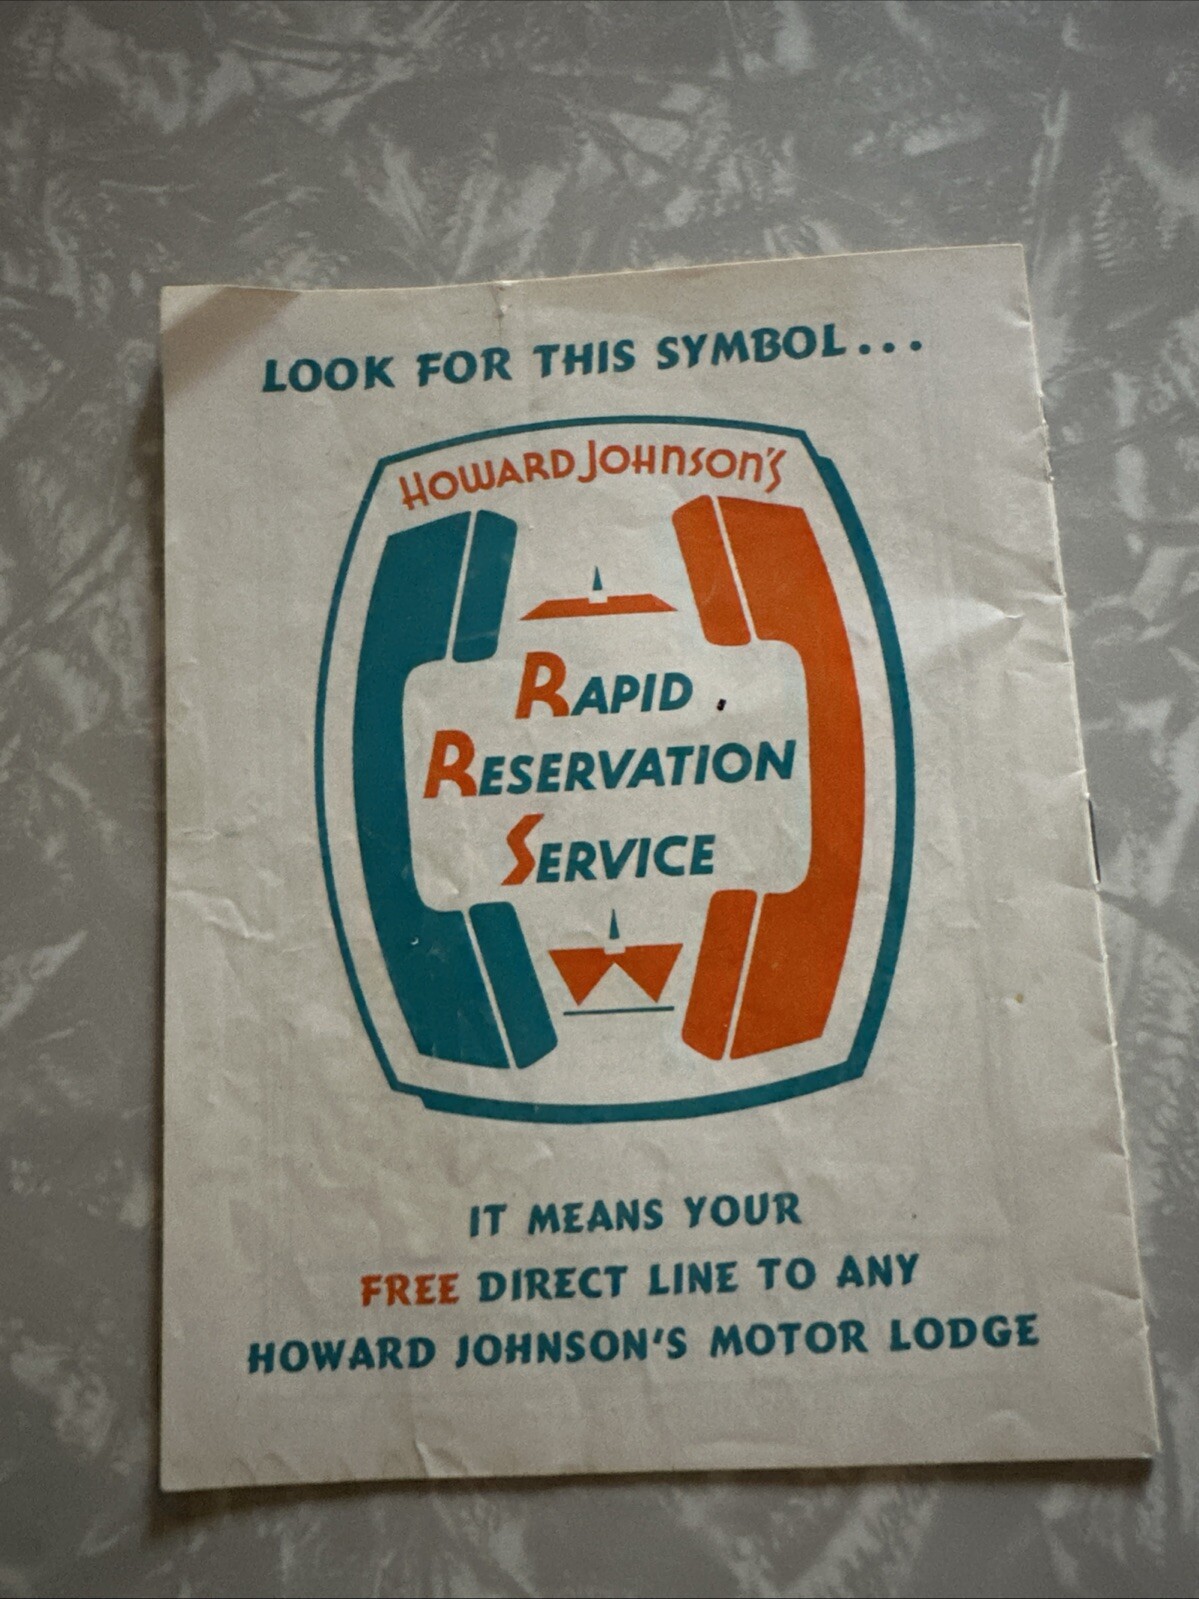 LOOK FOR THIS SYMBOL...
HOWARD JOHNSON'S
RAPID
RESERVATION
SERVICE
IT MEANS YOUR
FREE DIRECT LINE TO ANY
HOWARD JOHNSON'S MOTOR LODGE